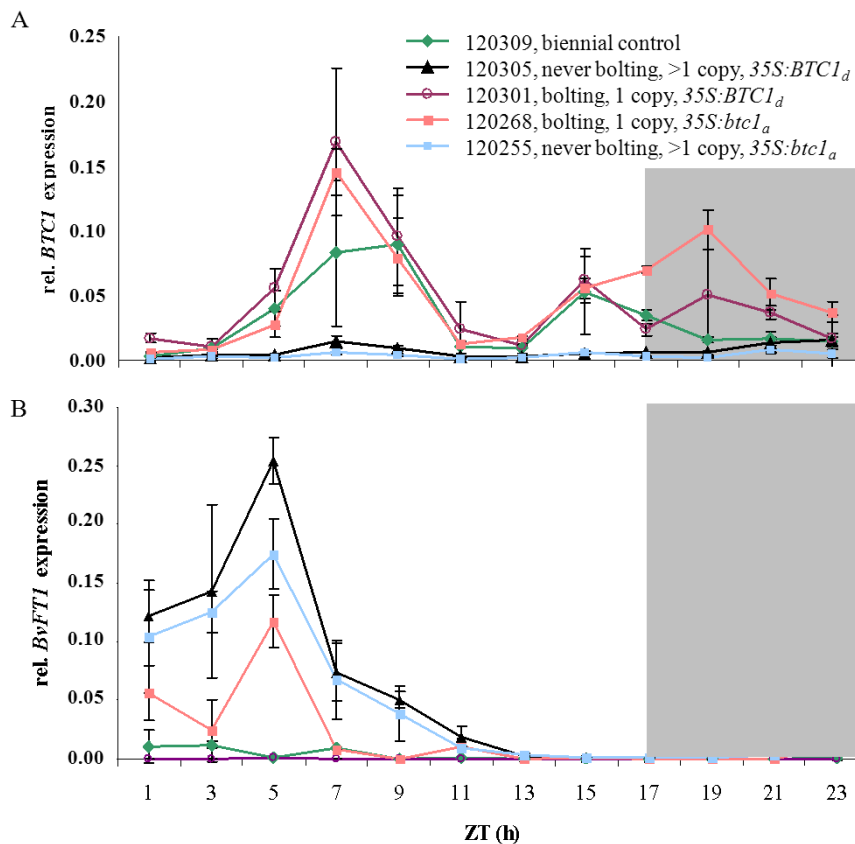 A
0.25
0.20
0.15
0.10
0.05
0.00
rel. BTC1 expression
120309, biennial control
120305, never bolting, >1 copy, 35S:BTC1d
120301, bolting, 1 copy, 35S:BTC1d
120268, bolting, 1 copy, 35S:btc1a
120255, never bolting, >1 copy, 35S:btc1a
B
0.30
0.25
0.20
0.15
0.10
0.05
0.00
rel. BvFT1 expression
1 3 5 7 9 11 13 15 17 19 21 23
ZT (h)